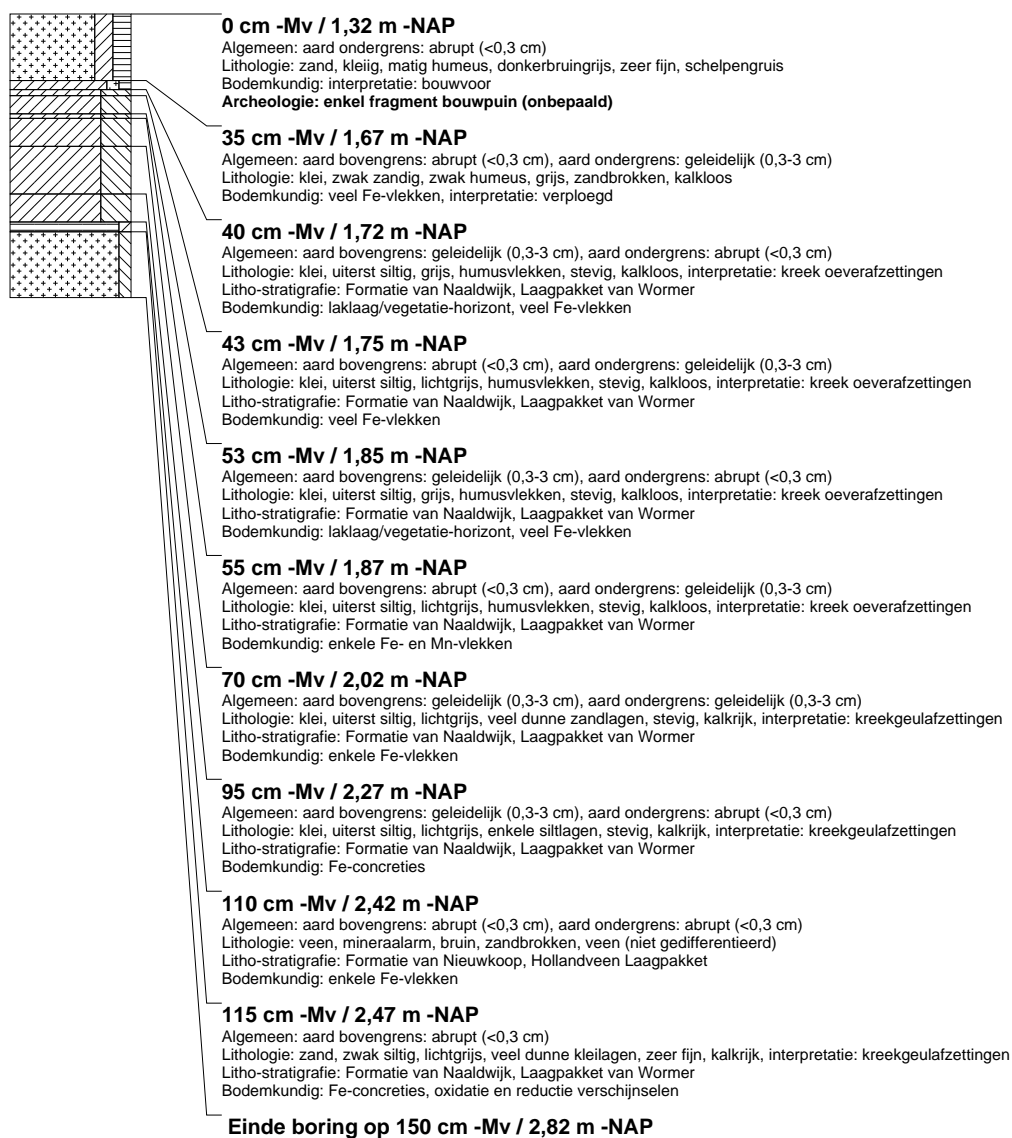 0 cm -Mv / 1,32 m -NAP
Algemeen: aard ondergrens: abrupt (<0,3 cm)
Lithologie: zand, kleiig, matig humeus, donkerbruingrijs, zeer fijn, schelpengruis
Bodemkundig: interpretatie: bouwvoor
Archeologie: enkel fragment bouwpuin (onbepaald)
35 cm -Mv / 1,67 m -NAP
Algemeen: aard bovengrens: abrupt (<0,3 cm), aard ondergrens: geleidelijk (0,3-3 cm)
Lithologie: klei, zwak zandig, zwak humeus, grijs, zandbrokken, kalkloos
Bodemkundig: veel Fe-vlekken, interpretatie: verploegd
40 cm -Mv / 1,72 m -NAP
Algemeen: aard bovengrens: geleidelijk (0,3-3 cm), aard ondergrens: abrupt (<0,3 cm)
Lithologie: klei, uiterst siltig, grijs, humusvlekken, stevig, kalkloos, interpretatie: kreek oeverafzettingen
Litho-stratigrafie: Formatie van Naaldwijk, Laagpakket van Wormer
Bodemkundig: laklaag/vegetatie-horizont, veel Fe-vlekken
43 cm -Mv / 1,75 m -NAP
Algemeen: aard bovengrens: abrupt (<0,3 cm), aard ondergrens: geleidelijk (0,3-3 cm)
Lithologie: klei, uiterst siltig, lichtgrijs, humusvlekken, stevig, kalkloos, interpretatie: kreek oeverafzettingen
Litho-stratigrafie: Formatie van Naaldwijk, Laagpakket van Wormer
Bodemkundig: veel Fe-vlekken
53 cm -Mv / 1,85 m -NAP
Algemeen: aard bovengrens: geleidelijk (0,3-3 cm), aard ondergrens: abrupt (<0,3 cm)
Lithologie: klei, uiterst siltig, grijs, humusvlekken, stevig, kalkloos, interpretatie: kreek oeverafzettingen
Litho-stratigrafie: Formatie van Naaldwijk, Laagpakket van Wormer
Bodemkundig: laklaag/vegetatie-horizont, veel Fe-vlekken
55 cm -Mv / 1,87 m -NAP
Algemeen: aard bovengrens: abrupt (<0,3 cm), aard ondergrens: geleidelijk (0,3-3 cm)
Lithologie: klei, uiterst siltig, lichtgrijs, humusvlekken, stevig, kalkloos, interpretatie: kreek oeverafzettingen
Litho-stratigrafie: Formatie van Naaldwijk, Laagpakket van Wormer
Bodemkundig: enkele Fe- en Mn-vlekken
70 cm -Mv / 2,02 m -NAP
Algemeen: aard bovengrens: geleidelijk (0,3-3 cm), aard ondergrens: geleidelijk (0,3-3 cm)
Lithologie: klei, uiterst siltig, lichtgrijs, veel dunne zandlagen, stevig, kalkrijk, interpretatie: kreekgeulafzettingen
Litho-stratigrafie: Formatie van Naaldwijk, Laagpakket van Wormer
Bodemkundig: enkele Fe-vlekken
95 cm -Mv / 2,27 m -NAP
Algemeen: aard bovengrens: geleidelijk (0,3-3 cm), aard ondergrens: abrupt (<0,3 cm)
Lithologie: klei, uiterst siltig, lichtgrijs, enkele siltlagen, stevig, kalkrijk, interpretatie: kreekgeulafzettingen
Litho-stratigrafie: Formatie van Naaldwijk, Laagpakket van Wormer
Bodemkundig: Fe-concreties
110 cm -Mv / 2,42 m -NAP
Algemeen: aard bovengrens: abrupt (<0,3 cm), aard ondergrens: abrupt (<0,3 cm)
Lithologie: veen, mineraalarm, bruin, zandbrokken, veen (niet gedifferentieerd)
Litho-stratigrafie: Formatie van Nieuwkoop, Hollandveen Laagpakket
Bodemkundig: enkele Fe-vlekken
115 cm -Mv / 2,47 m -NAP
Algemeen: aard bovengrens: abrupt (<0,3 cm)
Lithologie: zand, zwak siltig, lichtgrijs, veel dunne kleilagen, zeer fijn, kalkrijk, interpretatie: kreekgeulafzettingen
Litho-stratigrafie: Formatie van Naaldwijk, Laagpakket van Wormer
Bodemkundig: Fe-concreties, oxidatie en reductie verschijnselen
Einde boring op 150 cm -Mv / 2,82 m -NAP